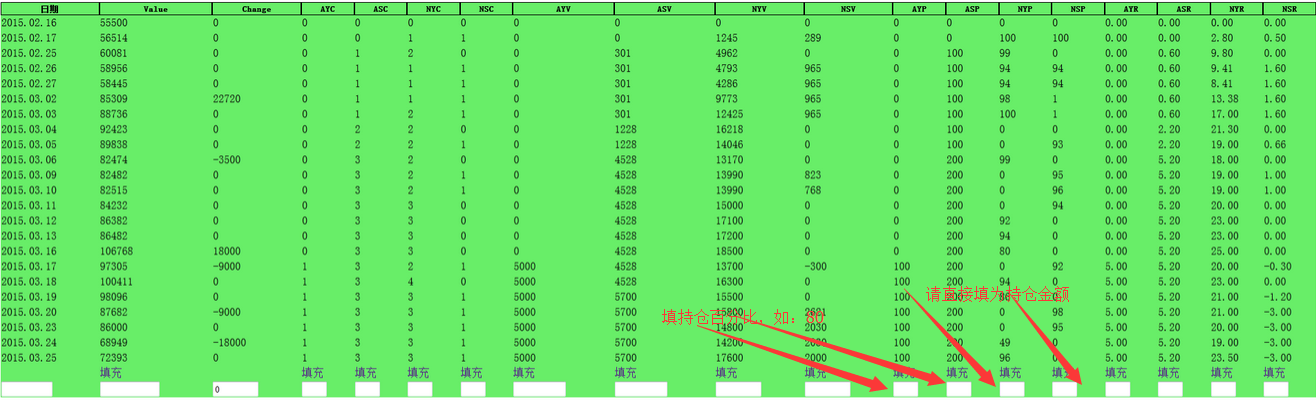 日期 Value Change AYC ASC NYC NSC AYV ASV NYV NSV AYP ASP NYP NSP AYR ASR NYR NSR
2015.02.16 55500 0 0 0 0 0 0 0 0 0 0 0 0 0 0.00 0.00 0.00 0.00
2015.02.17 56514 0 0 0 1 1 0 0 1245 289 0 0 100 100 0.00 0.00 2.80 0.50
2015.02.25 60081 0 0 1 2 0 0 301 4962 0 0 100 99 0 0.00 0.60 9.80 0.00
2015.02.26 58956 0 0 1 1 1 0 301 4793 965 0 100 94 94 0.00 0.60 9.41 1.60
2015.02.27 58445 0 0 1 1 1 0 301 4286 965 0 100 94 94 0.00 0.60 8.41 1.60
2015.03.02 85309 22720 0 1 1 1 0 301 9773 965 0 100 98 1 0.00 0.60 13.38 1.60
2015.03.03 88736 0 0 1 2 1 0 301 12425 965 0 100 100 1 0.00 0.60 17.00 1.60
2015.03.04 92423 0 0 2 2 0 0 1228 16218 0 0 100 0 0 0.00 2.20 21.30 0.00
2015.03.05 89838 0 0 2 2 1 0 1228 14046 0 0 100 0 93 0.00 2.20 19.00 0.66
2015.03.06 82474 -3500 0 3 2 0 0 4528 13170 0 0 200 99 0 0.00 5.20 18.00 0.00
2015.03.09 82482 0 0 3 2 1 0 4528 13990 823 0 200 0 95 0.00 5.20 19.00 1.00
2015.03.10 82515 0 0 3 2 1 0 4528 13990 768 0 200 0 96 0.00 5.20 19.00 1.00
2015.03.11 84232 0 0 3 3 0 0 4528 15000 0 0 200 0 94 0.00 5.20 20.00 0.00
2015.03.12 86382 0 0 3 3 0 0 4528 17100 0 0 200 92 0 0.00 5.20 23.00 0.00
2015.03.13 86482 0 0 3 3 0 0 4528 17200 0 0 200 94 0 0.00 5.20 23.00 0.00
2015.03.16 106768 18000 0 3 3 0 0 4528 18500 0 0 200 80 0 0.00 5.20 25.00 0.00
2015.03.17 97305 -9000 1 3 2 1 5000 4528 13700 -300 100 200 0 92 5.00 5.20 20.00 -0.30
2015.03.18 100411 0 1 3 4 0 5000 4528 16300 0 100 200 94 0 5.00 5.20 23.00 0.00
请直接填为持仓金额
2015.03.19 98096 0 1 3 3 1 5000 5700 15500 0 100 200 0 5.00 5.20 21.00 -1.20
2015.03.20 87682 -9000 1 3 3 1 5000 5700 15800 100 200 0 98 5.00 5.20 21.00 -3.00
填持仓百分比，如：80
2015.03.23 86000 0 1 3 3 1 5000 5700 14800 2030 100 200 0 95 5.00 5.20 20.00 -3.00
2015.03.24 68949 -18000 1 3 3 1 5000 5700 14200 100 200 49 0 5.00 5.20 19.00 -3.00
2015.03.25 72393 0 1 3 3 1 5000 5700 17600 2000 100 200 96 0 5.00 5.20 23.50 -3.00
填充 填充 填充 填充 填充 填充 填充 填充 填充 填充 填充 填充 填充 填充 填充 填充 填充 填充
0